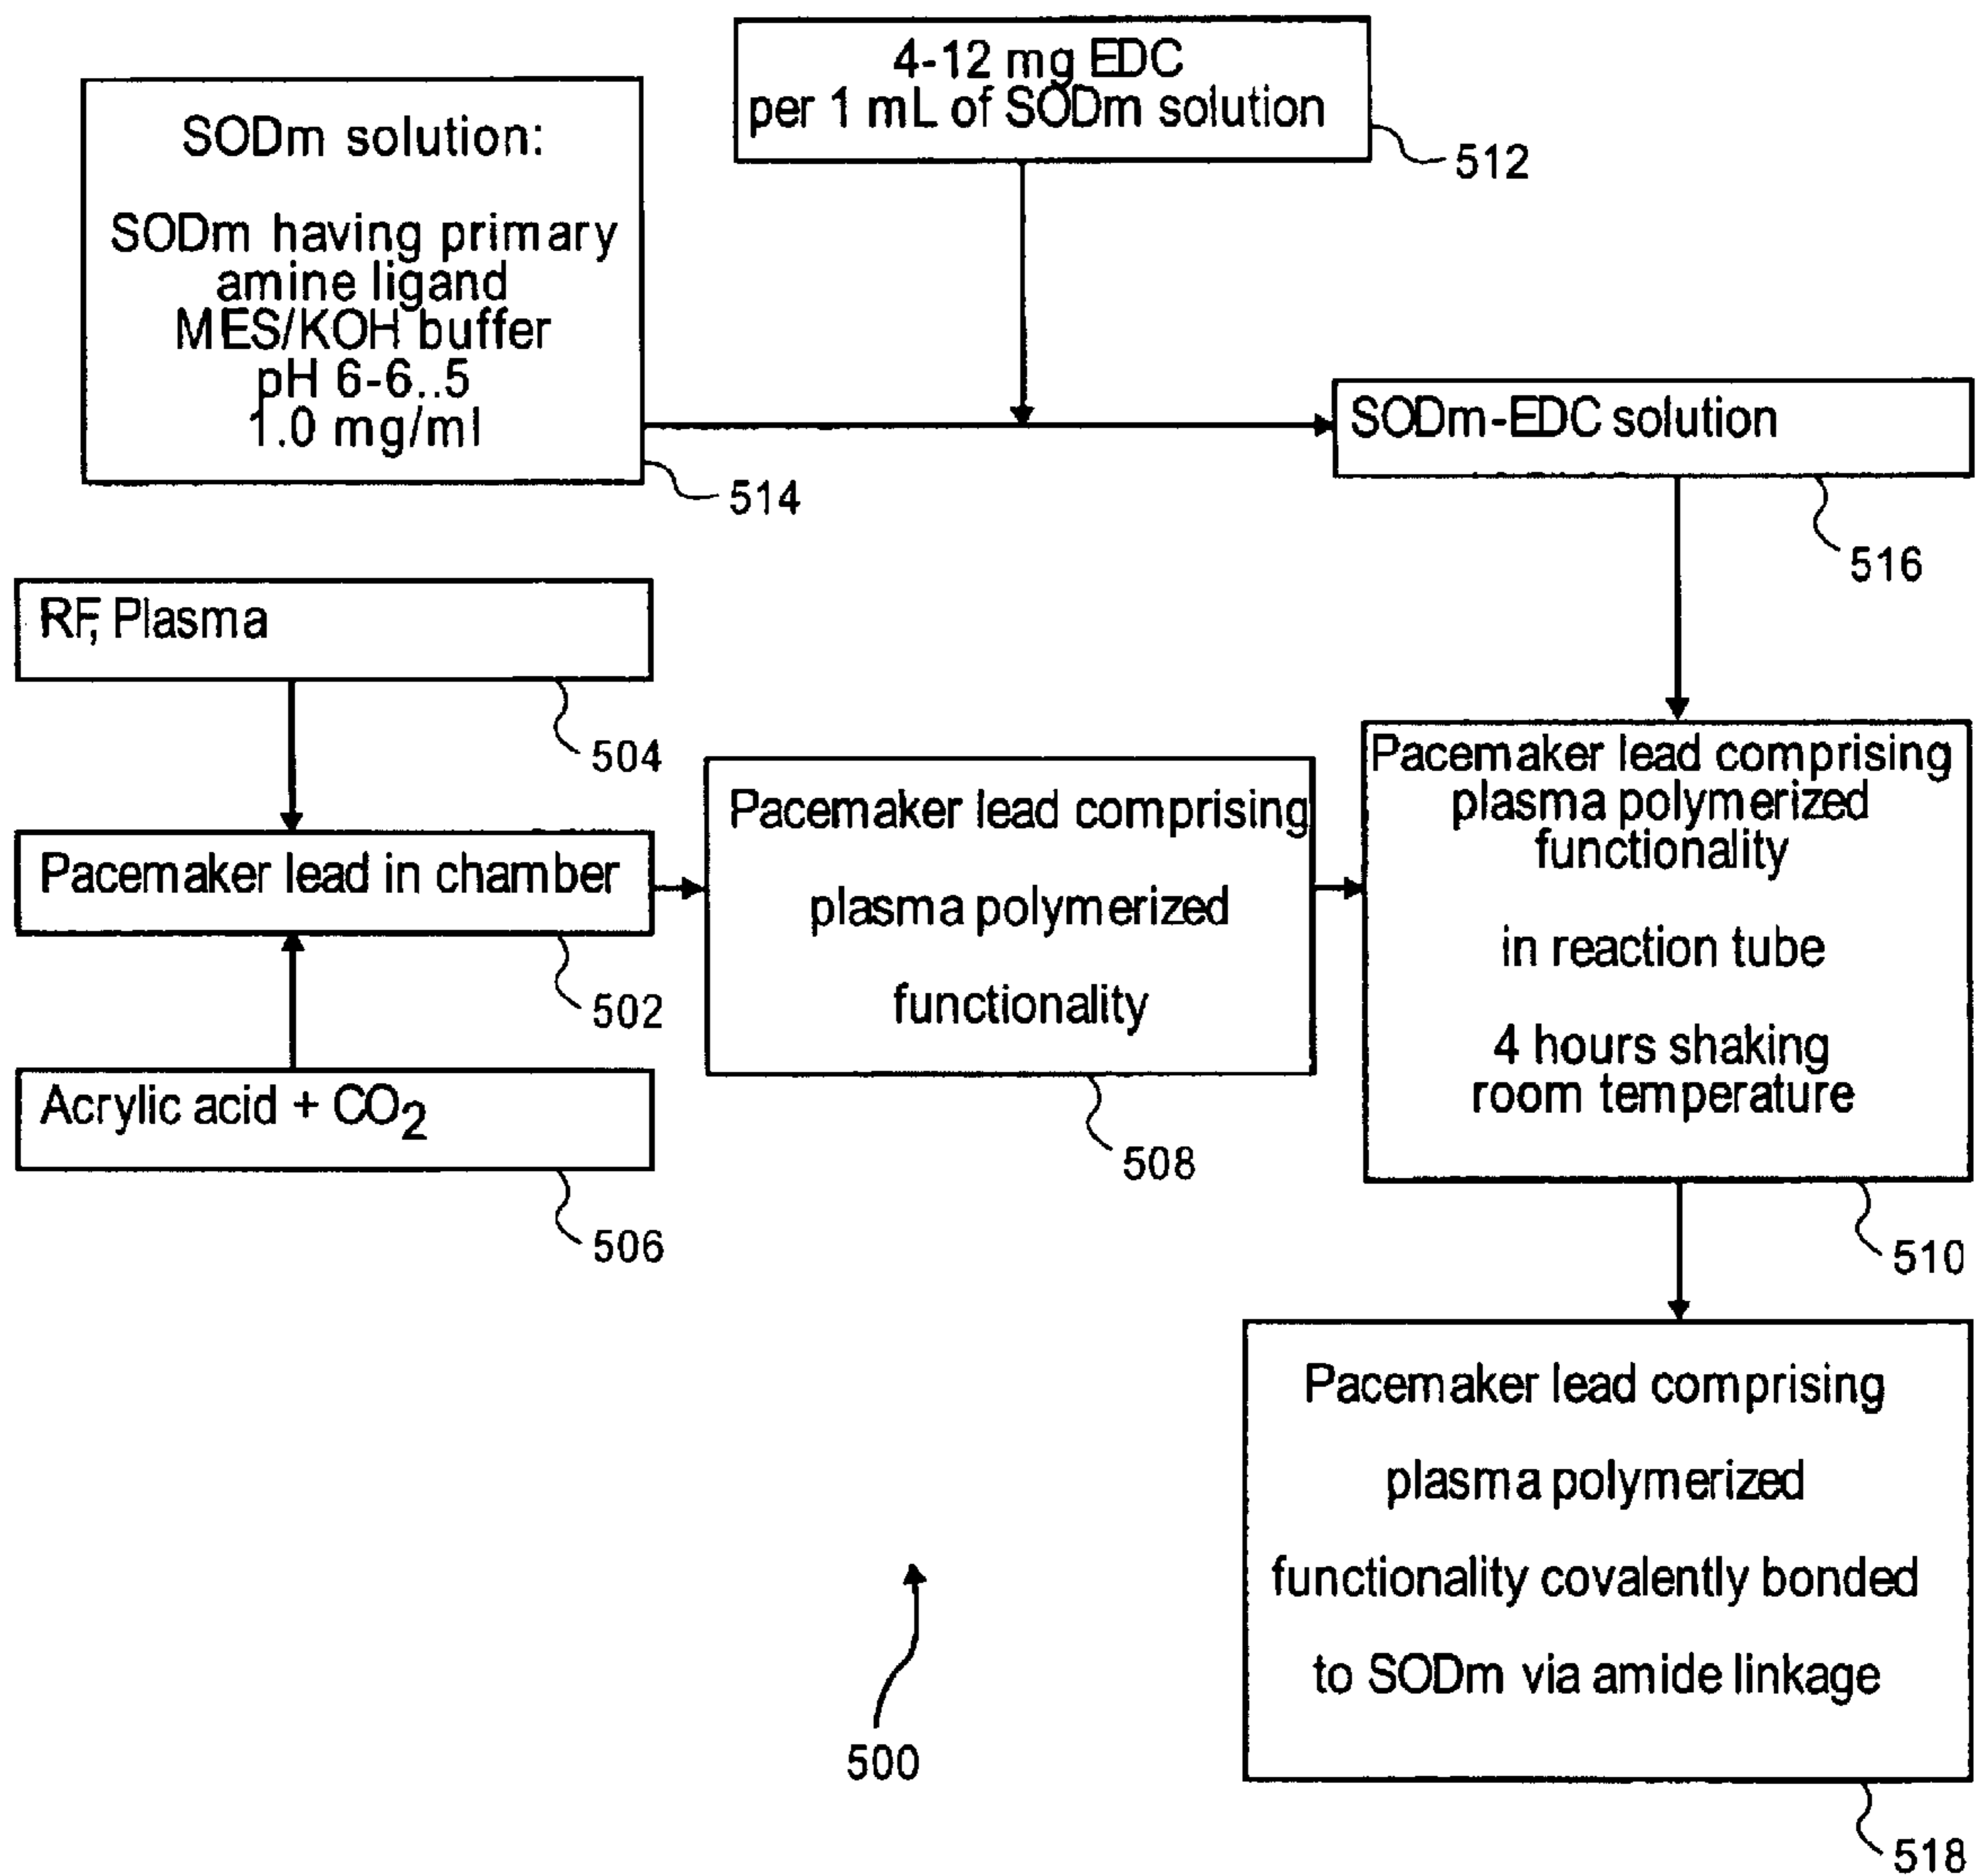 4-12 mg EDC
per 1 mL of SODm solution
512
SODm solution:
SODm having primary
amine ligand
MES/KOH buffer
pH 6-6..5
1.0 mg/ml
514
SODm-EDC solution
516
RF, Plasma
504
Pacemaker lead in chamber
502
Acrylic acid + CO2
506
Pacemaker lead comprising
plasma polymerized
functionality
508
Pacemaker lead comprising
plasma polymerized
functionality
in reaction tube
4 hours shaking
room temperature
510
Pacemaker lead comprising
plasma polymerized
functionality covalently bonded
to SODm via amide linkage
518
500